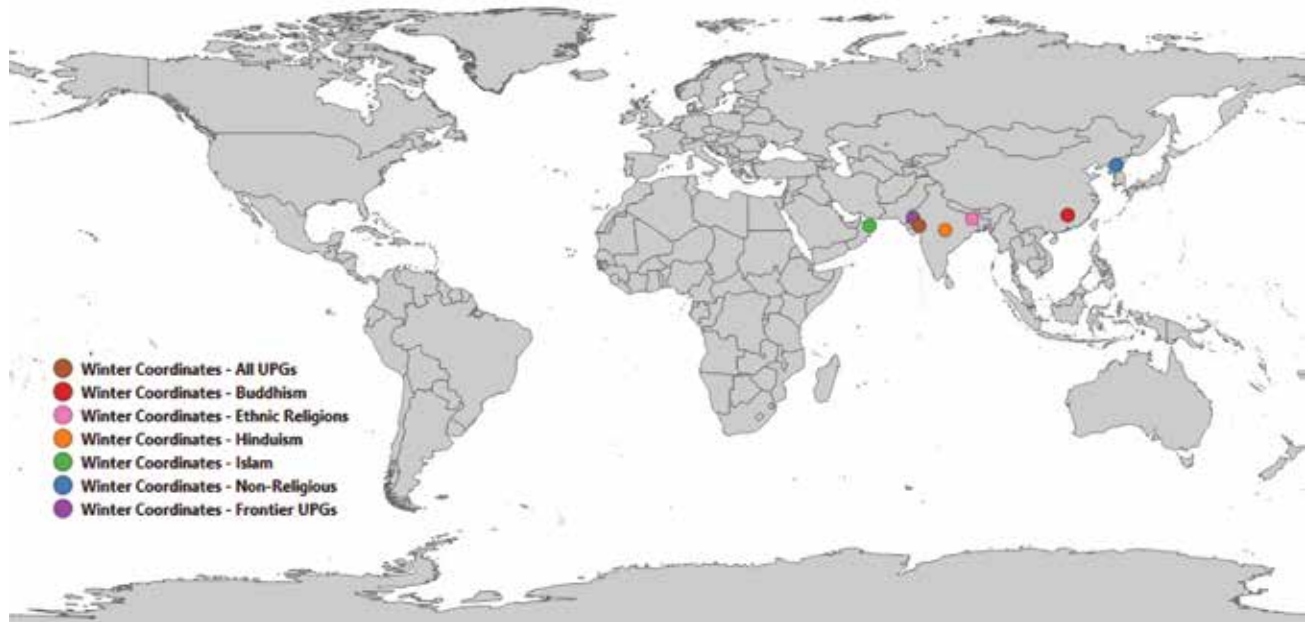 Winter Coordinates - All UPGs
Winter Coordinates - Buddhism
Winter Coordinates - Ethnic Religions
Winter Coordinates - Hinduism
Winter Coordinates - Islam
Winter Coordinates - Non-Religious
Winter Coordinates - Frontier UPGs